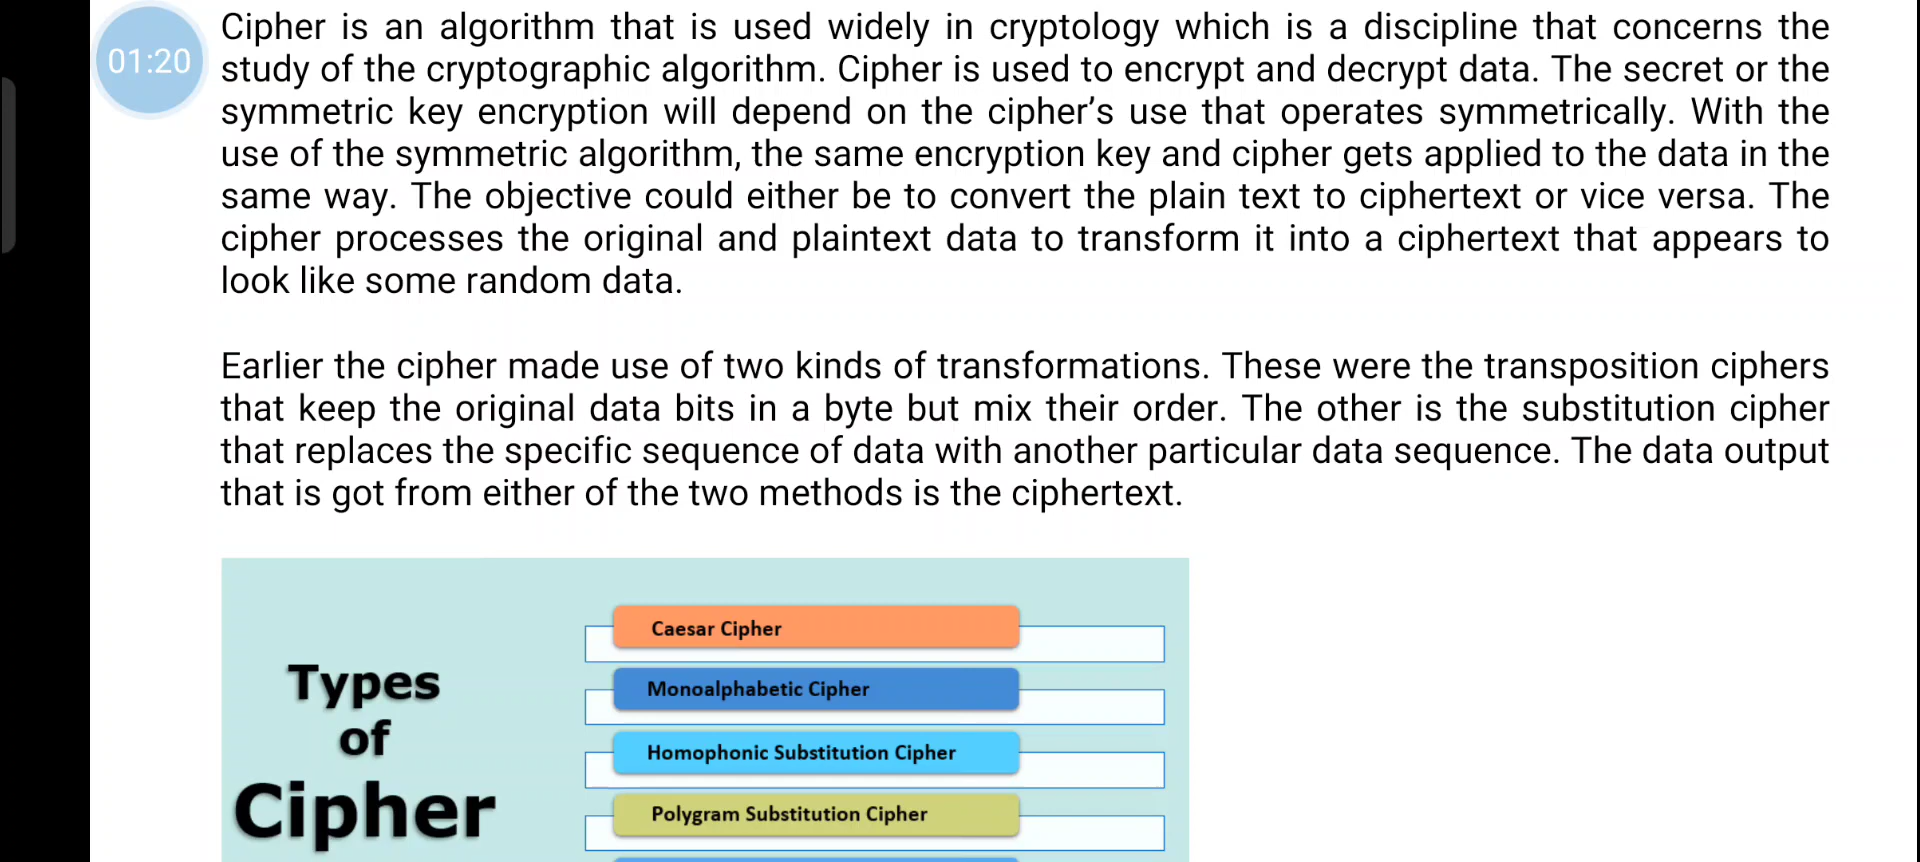 01:20
Cipher is an algorithm that is used widely in cryptology which is a discipline that concerns the
study of the cryptographic algorithm. Cipher is used to encrypt and decrypt data. The secret or the
symmetric key encryption will depend on the cipher’s use that operates symmetrically. With the
use of the symmetric algorithm, the same encryption key and cipher gets applied to the data in the
same way. The objective could either be to convert the plain text to ciphertext or vice versa. The
cipher processes the original and plaintext data to transform it into a ciphertext that appears to
look like some random data.
Earlier the cipher made use of two kinds of transformations. These were the transposition ciphers
that keep the original data bits in a byte but mix their order. The other is the substitution cipher
that replaces the specific sequence of data with another particular data sequence. The data output
that is got from either of the two methods is the ciphertext.
Types
of
Cipher
Caesar Cipher
Monoalphabetic Cipher
Homophonic Substitution Cipher
Polygram Substitution Cipher